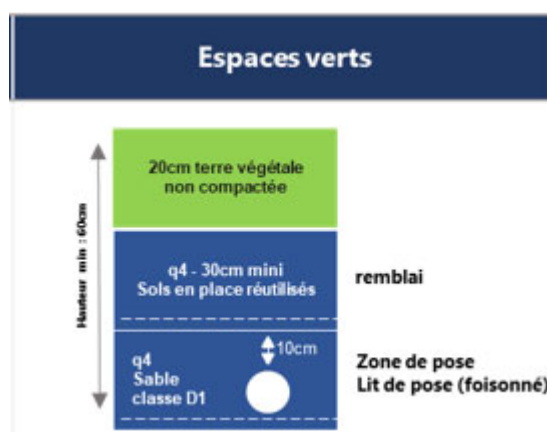 Espaces verts
Hauteur min : 60cm
20cm terre végétale
non compactée
q4 - 30cm mini
Sols en place réutilisés
remblai
10cm
q4
Sable
classe D1
Zone de pose
Lit de pose (foisonné)